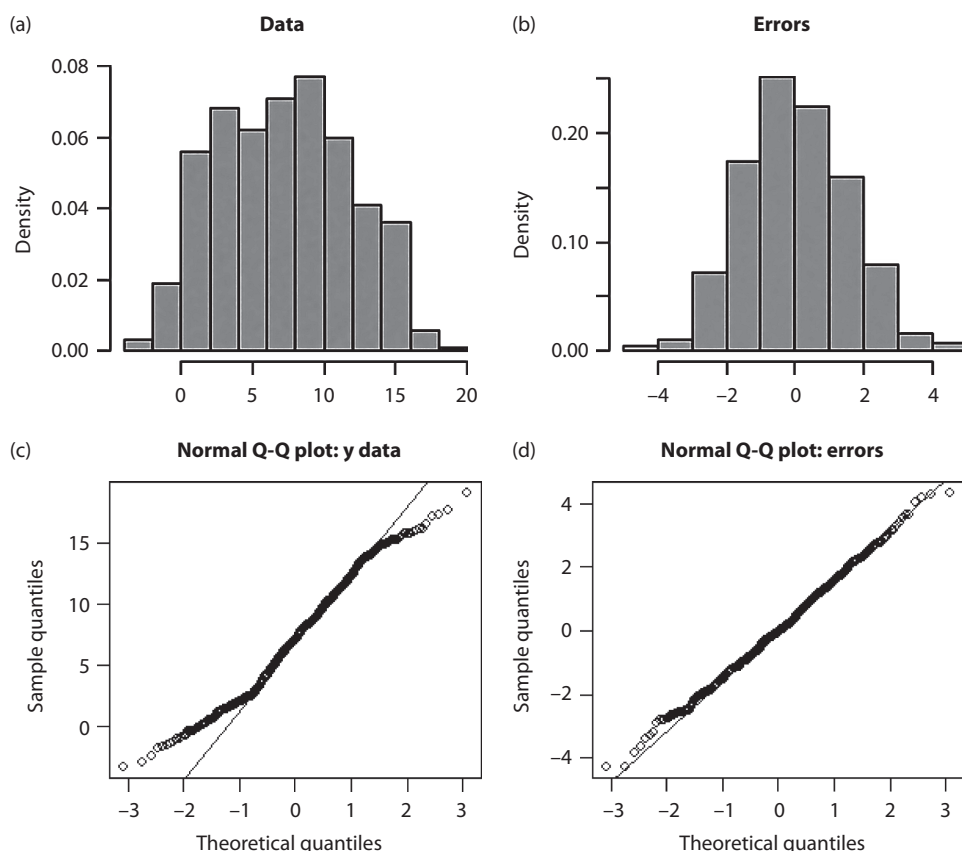 (a)
Data
0.08
0.06
0.04
0.02
0.00
Density
0
5
10
15
20
(b)
Errors
0.20
0.10
0.00
Density
–4
–2
0
2
4
(c)
Normal Q-Q plot: y data
15
10
5
0
Sample quantiles
–3
–2
–1
0
1
2
3
Theoretical quantiles
(d)
Normal Q-Q plot: errors
4
2
0
–2
–4
Sample quantiles
–3
–2
–1
0
1
2
3
Theoretical quantiles